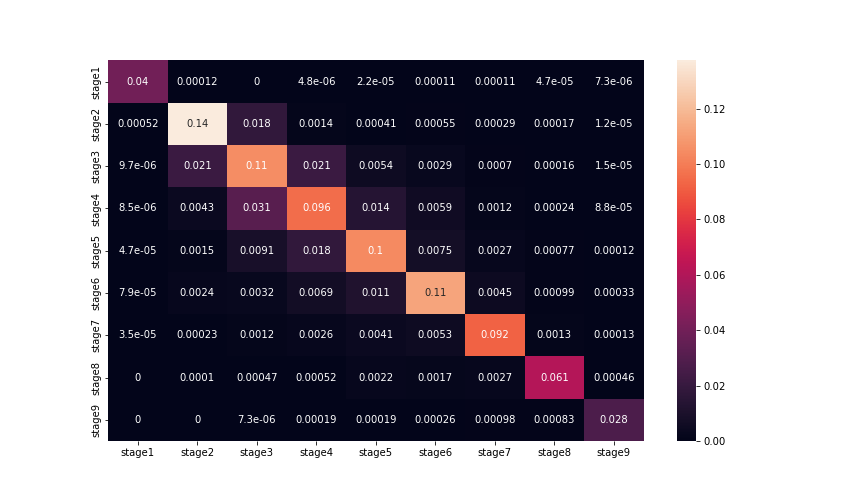 stage1 0.04 0.00012 0 4.8e-06 2.2e-05 0.00011 0.00011 4.7e-05 7.3e-06
stage2 0.00052 0.14 0.018 0.0014 0.00041 0.00055 0.00029 0.00017 1.2e-05
stage3 9.7e-06 0.021 0.11 0.021 0.0054 0.0029 0.0007 0.00016 1.5e-05
stage4 8.5e-06 0.0043 0.031 0.096 0.014 0.0059 0.0012 0.00024 8.8e-05
stage5 4.7e-05 0.0015 0.0091 0.018 0.1 0.0075 0.0027 0.00077 0.00012
stage6 7.9e-05 0.0024 0.0032 0.0069 0.011 0.11 0.0045 0.00099 0.00033
stage7 3.5e-05 0.00023 0.0012 0.0026 0.0041 0.0053 0.092 0.0013 0.00013
stage8 0 0.0001 0.00047 0.00052 0.0022 0.0017 0.0027 0.061 0.00046
stage9 0 0 7.3e-06 0.00019 0.00019 0.00026 0.00098 0.00083 0.028
stage1 stage2 stage3 stage4 stage5 stage6 stage7 stage8 stage9
0.12
0.10
0.08
0.06
0.04
0.02
0.00